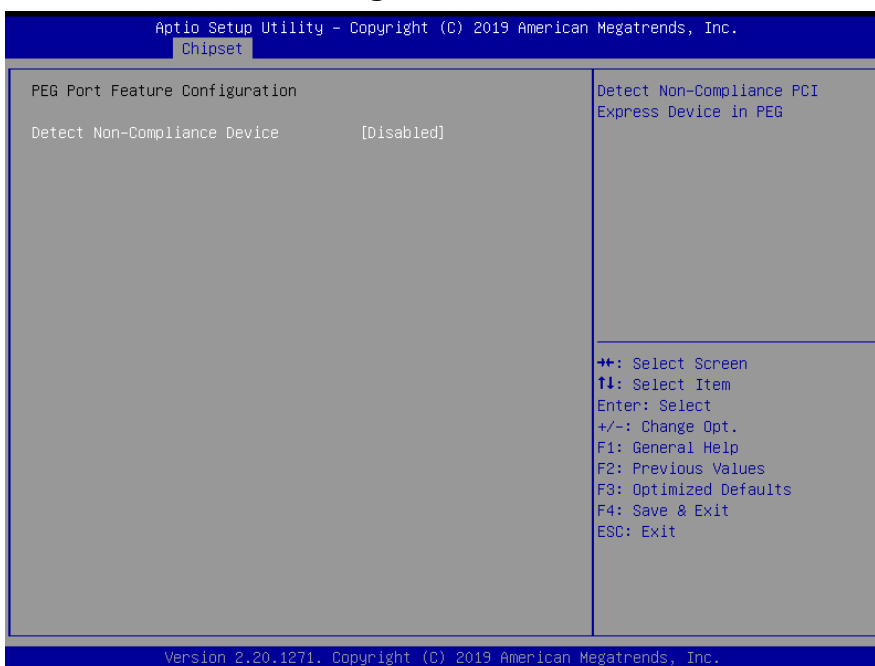 Aptio Setup Utility – Copyright (C) 2019 American Megatrends, Inc.
Chipset
PEG Port Feature Configuration
Detect Non-Compliance Device [Disabled]
Detect Non-Compliance PCI
Express Device in PEG
→←: Select Screen
↑↓: Select Item
Enter: Select
+/-: Change Opt.
F1: General Help
F2: Previous Values
F3: Optimized Defaults
F4: Save & Exit
ESC: Exit
Version 2.20.1271. Copyright (C) 2019 American Megatrends, Inc.